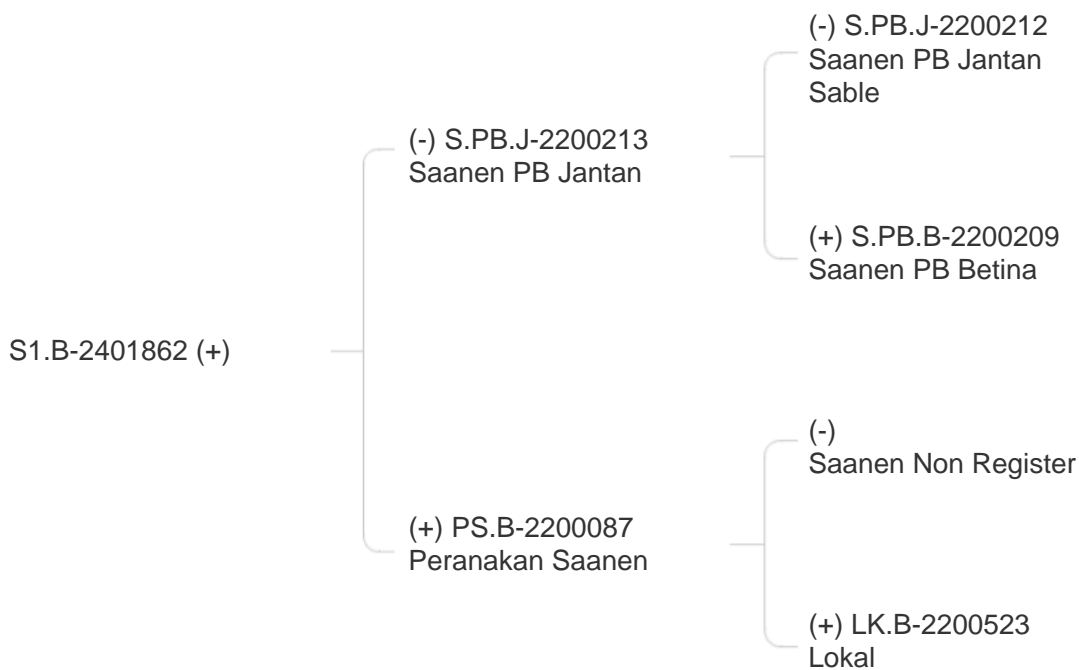 (-) S.PB.J-2200212
Saanen PB Jantan
Sable
(-) S.PB.J-2200213
Saanen PB Jantan
(+) S.PB.B-2200209
Saanen PB Betina
S1.B-2401862 (+)
(-)
Saanen Non Register
(+) PS.B-2200087
Peranakan Saanen
(+) LK.B-2200523
Lokal